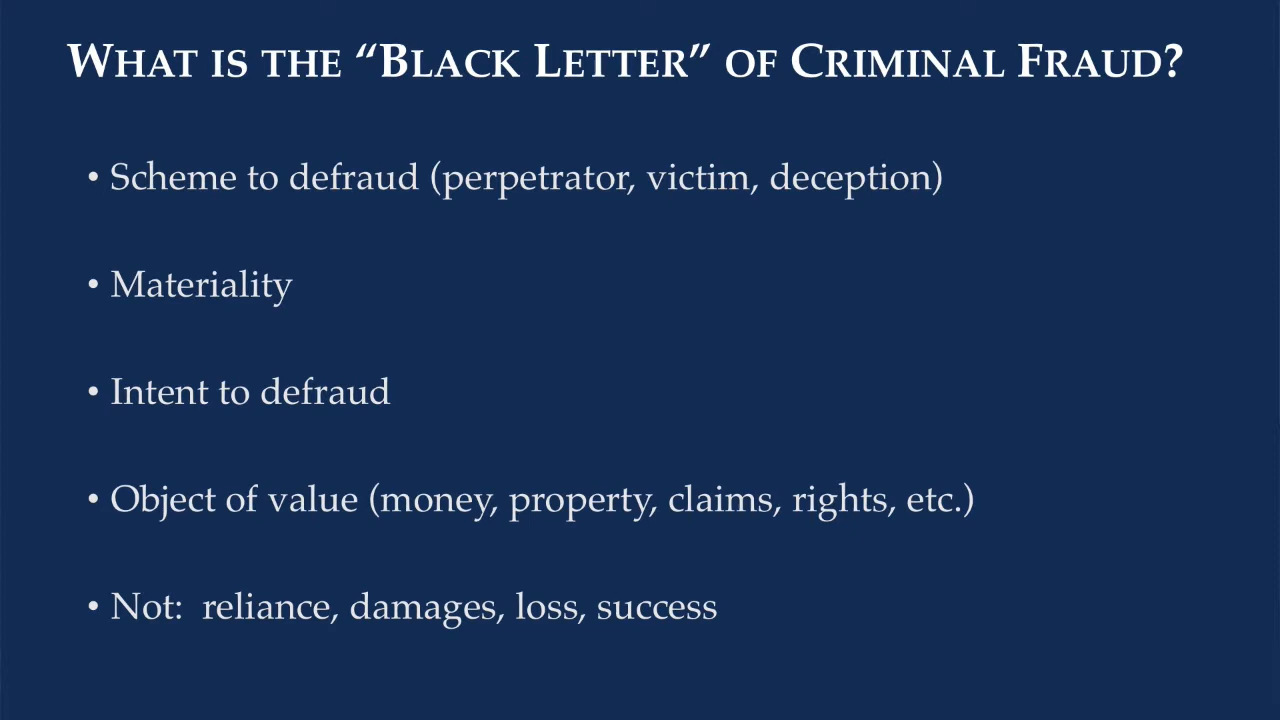 WHAT IS THE “BLACK LETTER” OF CRIMINAL FRAUD?
• Scheme to defraud (perpetrator, victim, deception)
• Materiality
• Intent to defraud
• Object of value (money, property, claims, rights, etc.)
• Not:  reliance, damages, loss, success